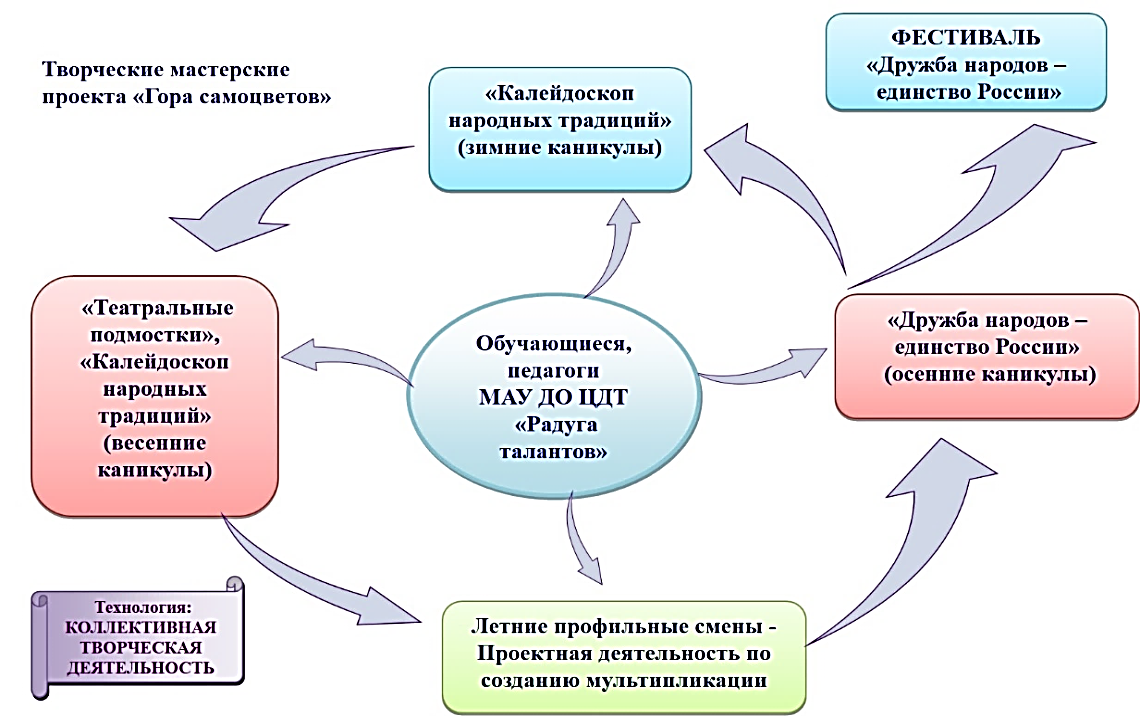 Творческие мастерские
проекта «Гора самоцветов»
«Калейдоскоп
народных традиций»
(зимние каникулы)
ФЕСТИВАЛЬ
«Дружба народов –
единство России»
«Театральные
подмостки»,
«Калейдоскоп
народных
традиций»
(весенние
каникулы)
Обучающиеся,
педагоги
МАУ ДО ЦДТ
«Радуга
талантов»
«Дружба народов –
единство России»
(осенние каникулы)
Технология:
КОЛЛЕКТИВНАЯ
ТВОРЧЕСКАЯ
ДЕЯТЕЛЬНОСТЬ
Летние профильные смены -
Проектная деятельность по
созданию мультипликации